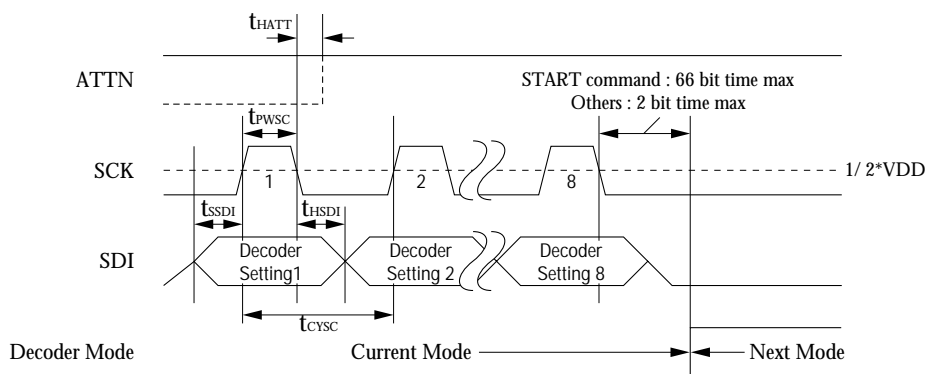 tHATT
ATTN
START command : 66 bit time max
Others : 2 bit time max
tPWSC
SCK
1
2
8
1/ 2*VDD
tSSDI
tHSDI
SDI
Decoder
Setting1
Decoder
Setting 2
Decoder
Setting 8
tCYSC
Decoder Mode
Current Mode
Next Mode